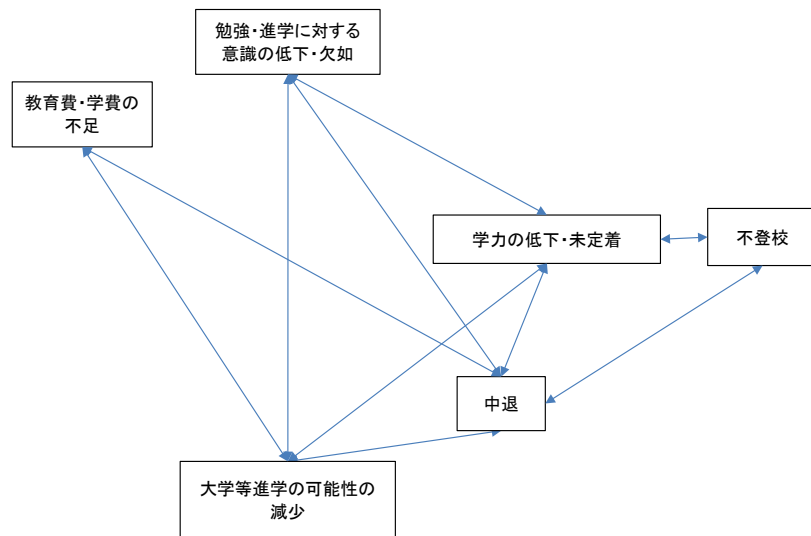 勉強・進学に対する
意識の低下・欠如
教育費・学費の
不足
学力の低下・未定着
不登校
中退
大学等進学の可能性の
減少